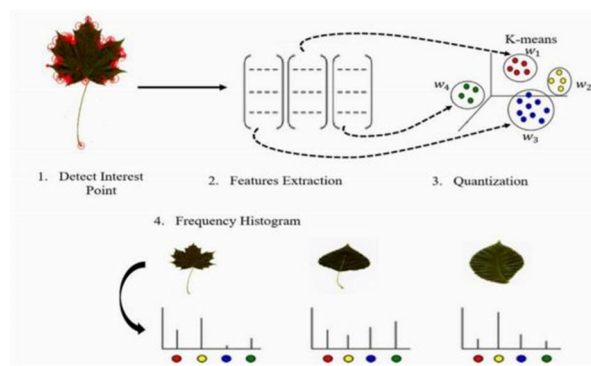 K-means
w₁
w₄
w₂
w₃
1. Detect Interest
Point
2. Features Extraction
3. Quantization
4. Frequency Histogram